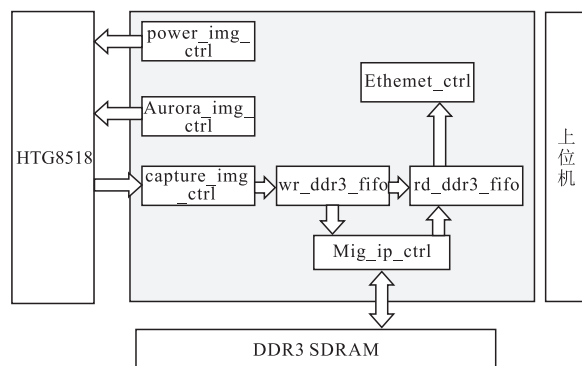 power_img_
ctrl
Ethemet_ctrl
Aurora_img_
ctrl
HTG8518
capture_img
_ctrl
wr_ddr3_fifo
rd_ddr3_fifo
Mig_ip_ctrl
DDR3 SDRAM
上
位
机